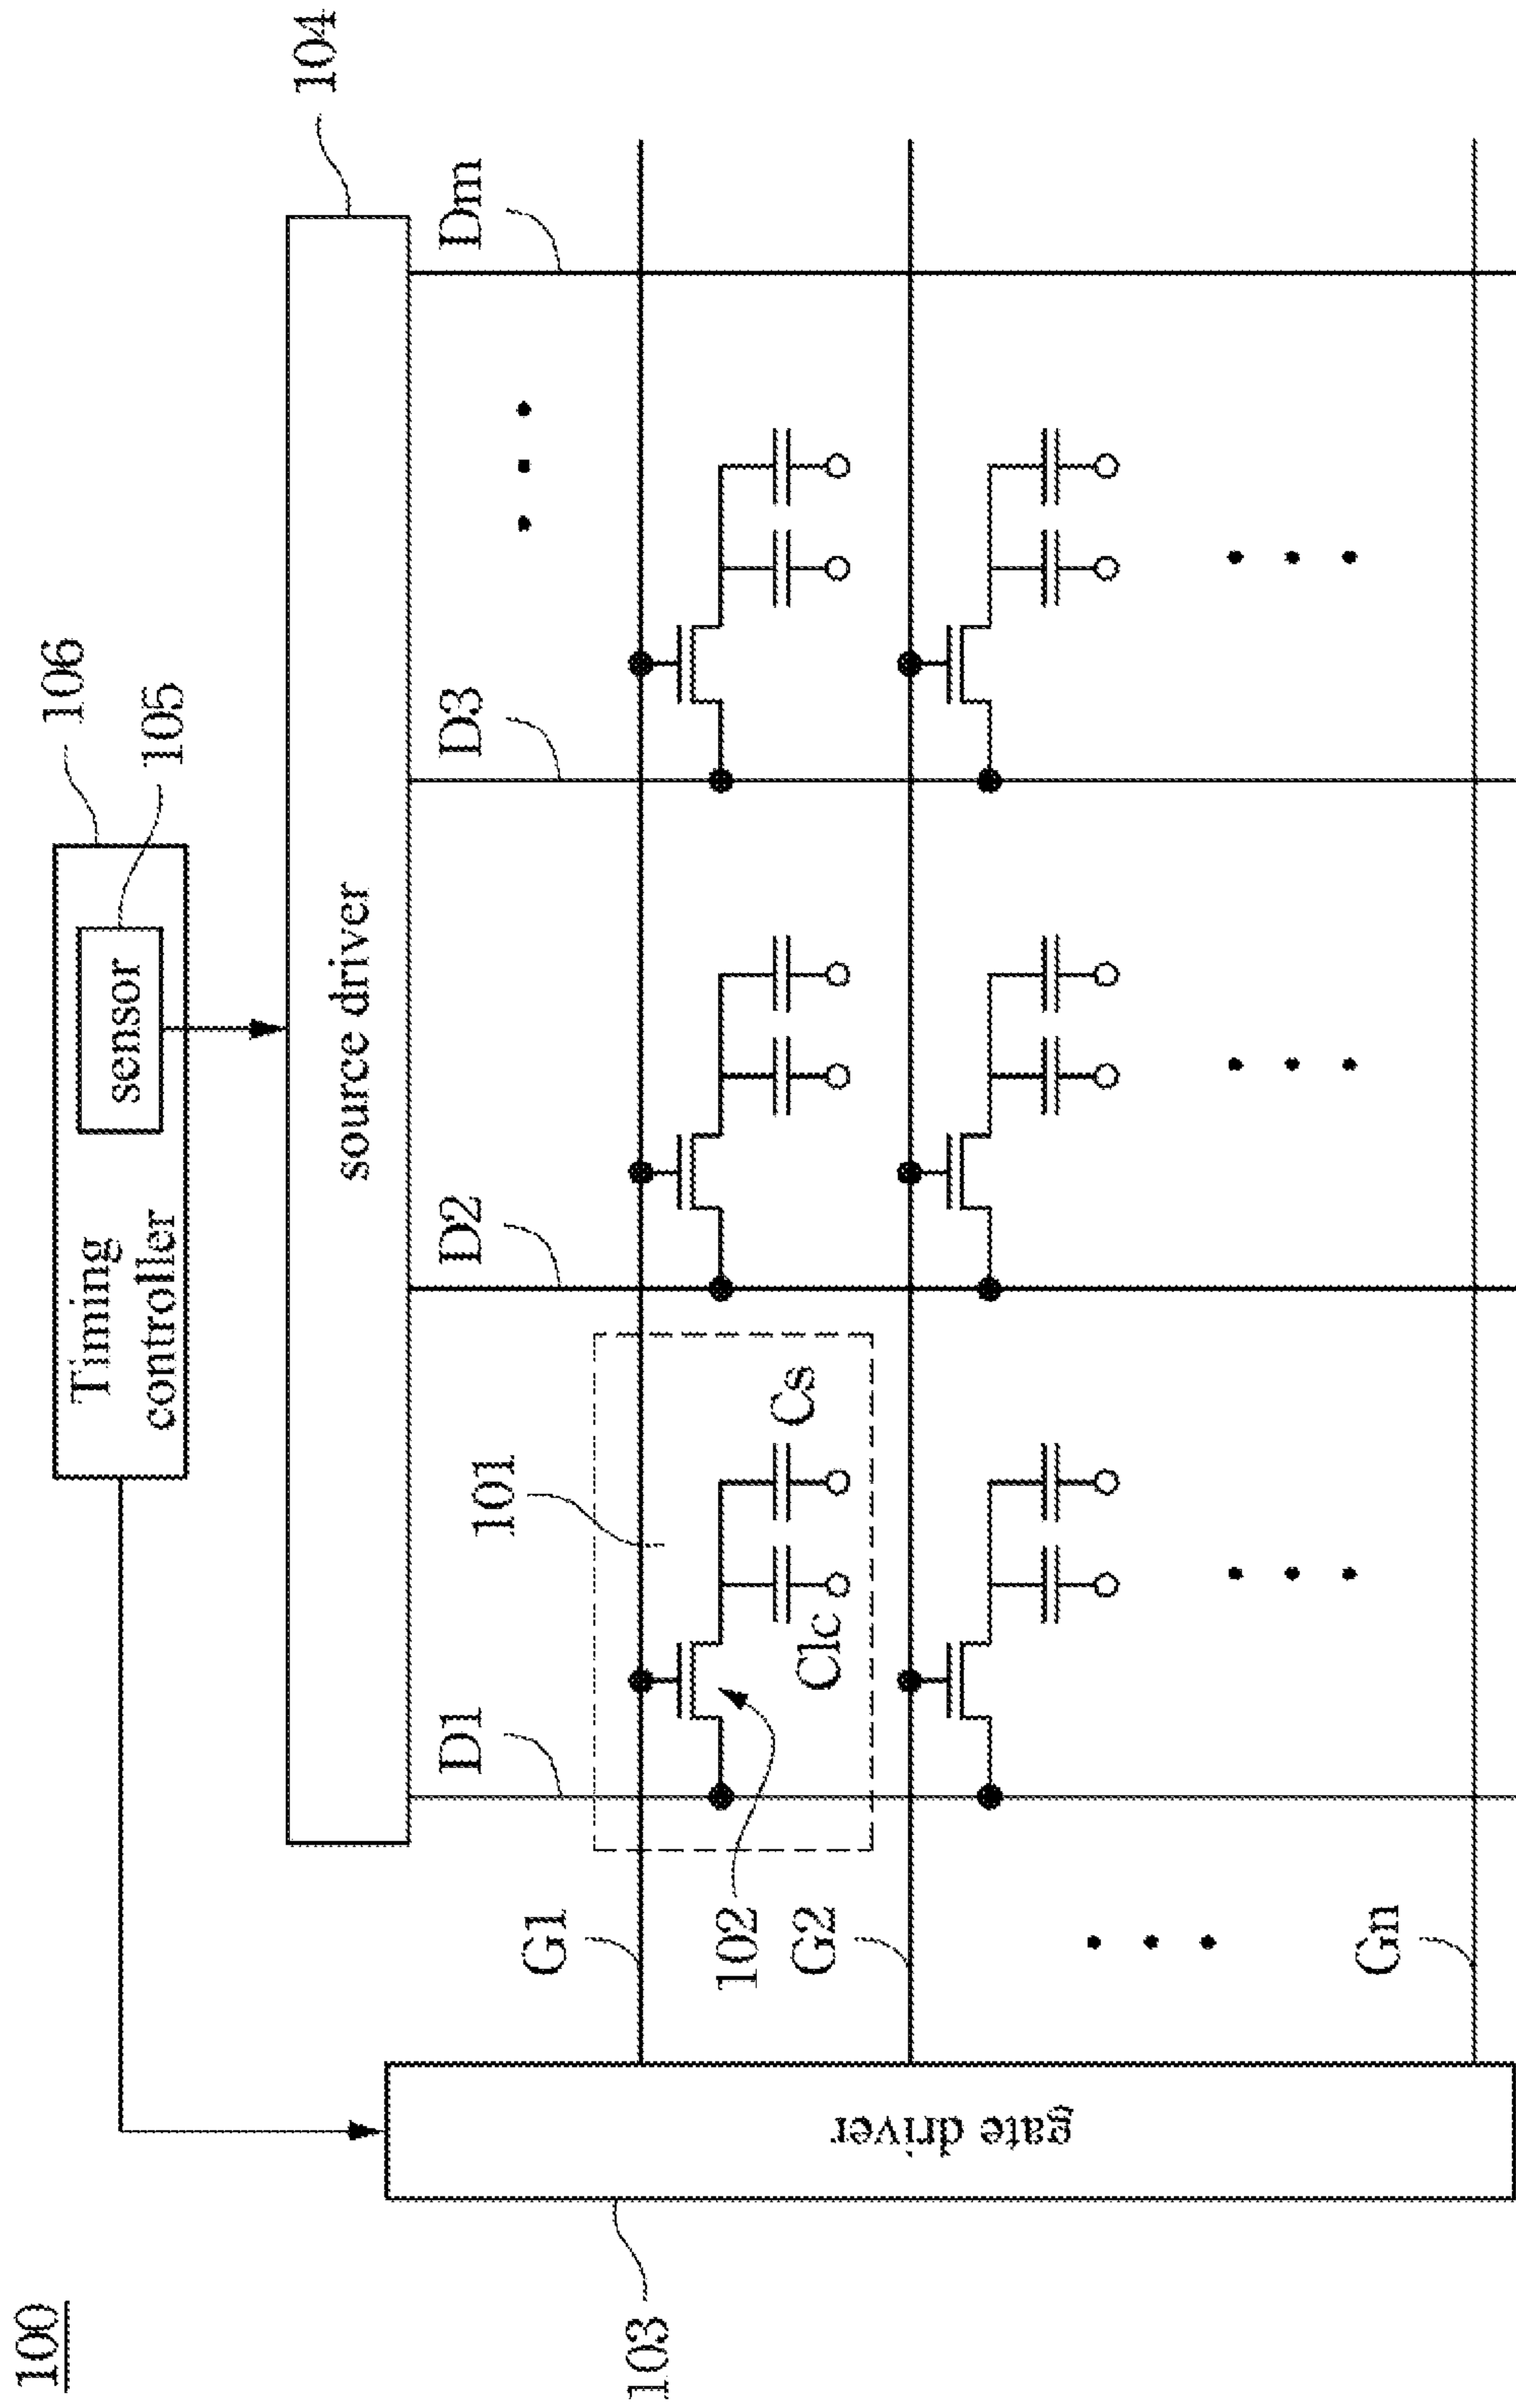 100
106
Timing
controller
sensor
105
104
source driver
D1
D2
D3
Dm
101
G1
Clc
Cs
102
G2
Gn
gate driver
103